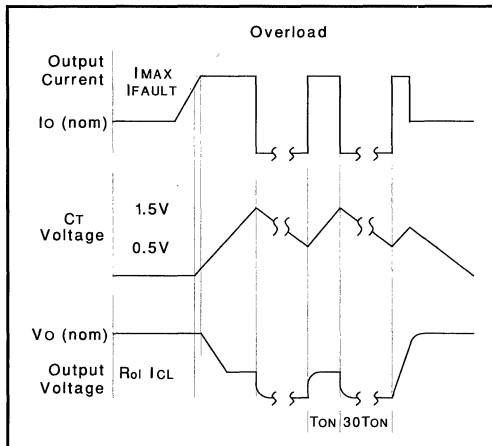 Overload
Output
Current
IMAX
IFAULT
IO (nom)
CT
Voltage
1.5V
0.5V
VO (nom)
Output
Voltage
Rol ICL
TON
30TON